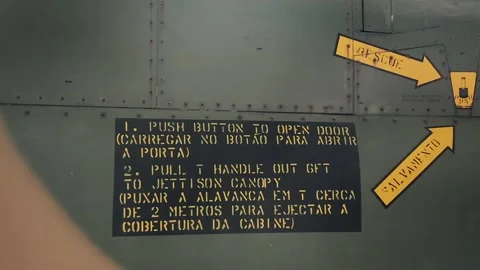 RESCUE
1. PUSH BUTTON TO OPEN DOOR
(CARREGAR NO BOTÃO PARA ABRIR
A PORTA)
2. PULL T HANDLE OUT 6FT
TO JETTISON CANOPY
(PUXAR A ALAVANCA EM T CERCA
DE 2 METROS PARA EJECTAR A
COBERTURA DA CABINE)
SALVAMENTO